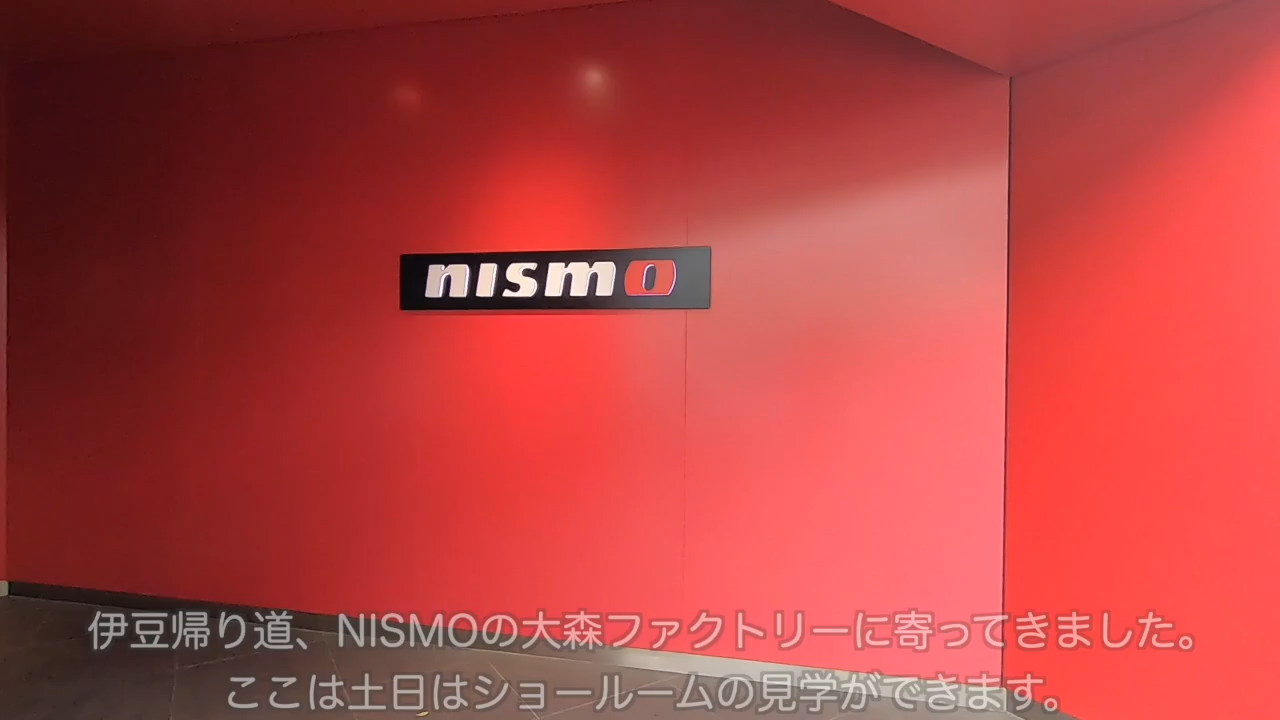 nismo
伊豆帰り道、NISMOの大森ファクトリーに寄ってきました。
ここは土日はショールームの見学ができます。